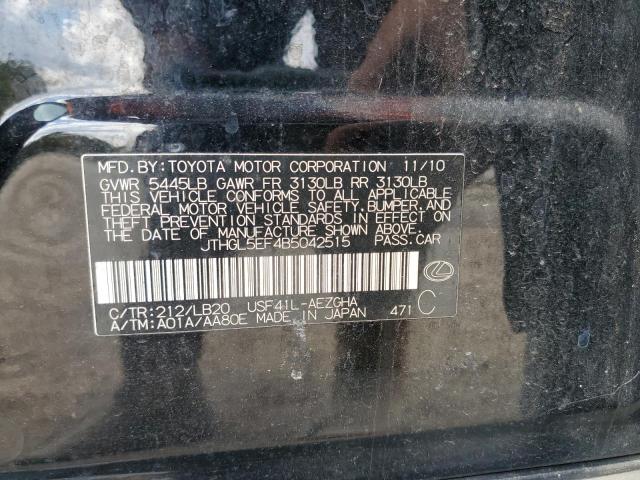 MFD. BY: TOYOTA MOTOR CORPORATION 11/10
GVWR 5445LB GAWR FR 3130LB RR 3130LB
THIS VEHICLE CONFORMS TO ALL APPLICABLE
FEDERAL MOTOR VEHICLE SAFETY, BUMPER, AND
THEFT PREVENTION STANDARDS IN EFFECT ON
THE DATE OF MANUFACTURE SHOWN ABOVE.
JTHGL5EF4B5042515 PASS. CAR
C/TR: 212/LB20 USF41L-AEZGHA
A/TM: A01A/AA80E MADE IN JAPAN 471 C